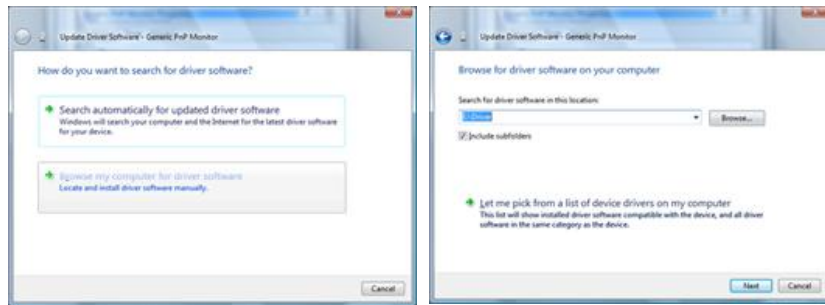 Update Driver Software - Generic PnP Monitor
How do you want to search for driver software?
Search automatically for updated driver software
Windows will search your computer and the Internet for the latest driver software
for your device.
Browse my computer for driver software
Locate and install driver software manually.
Cancel
Update Driver Software - Generic PnP Monitor
Browse for driver software on your computer
Search for driver software in this location:
Browse...
Include subfolders
Let me pick from a list of device drivers on my computer
This list will show installed driver software compatible with the device, and all driver
software in the same category as the device.
Next
Cancel